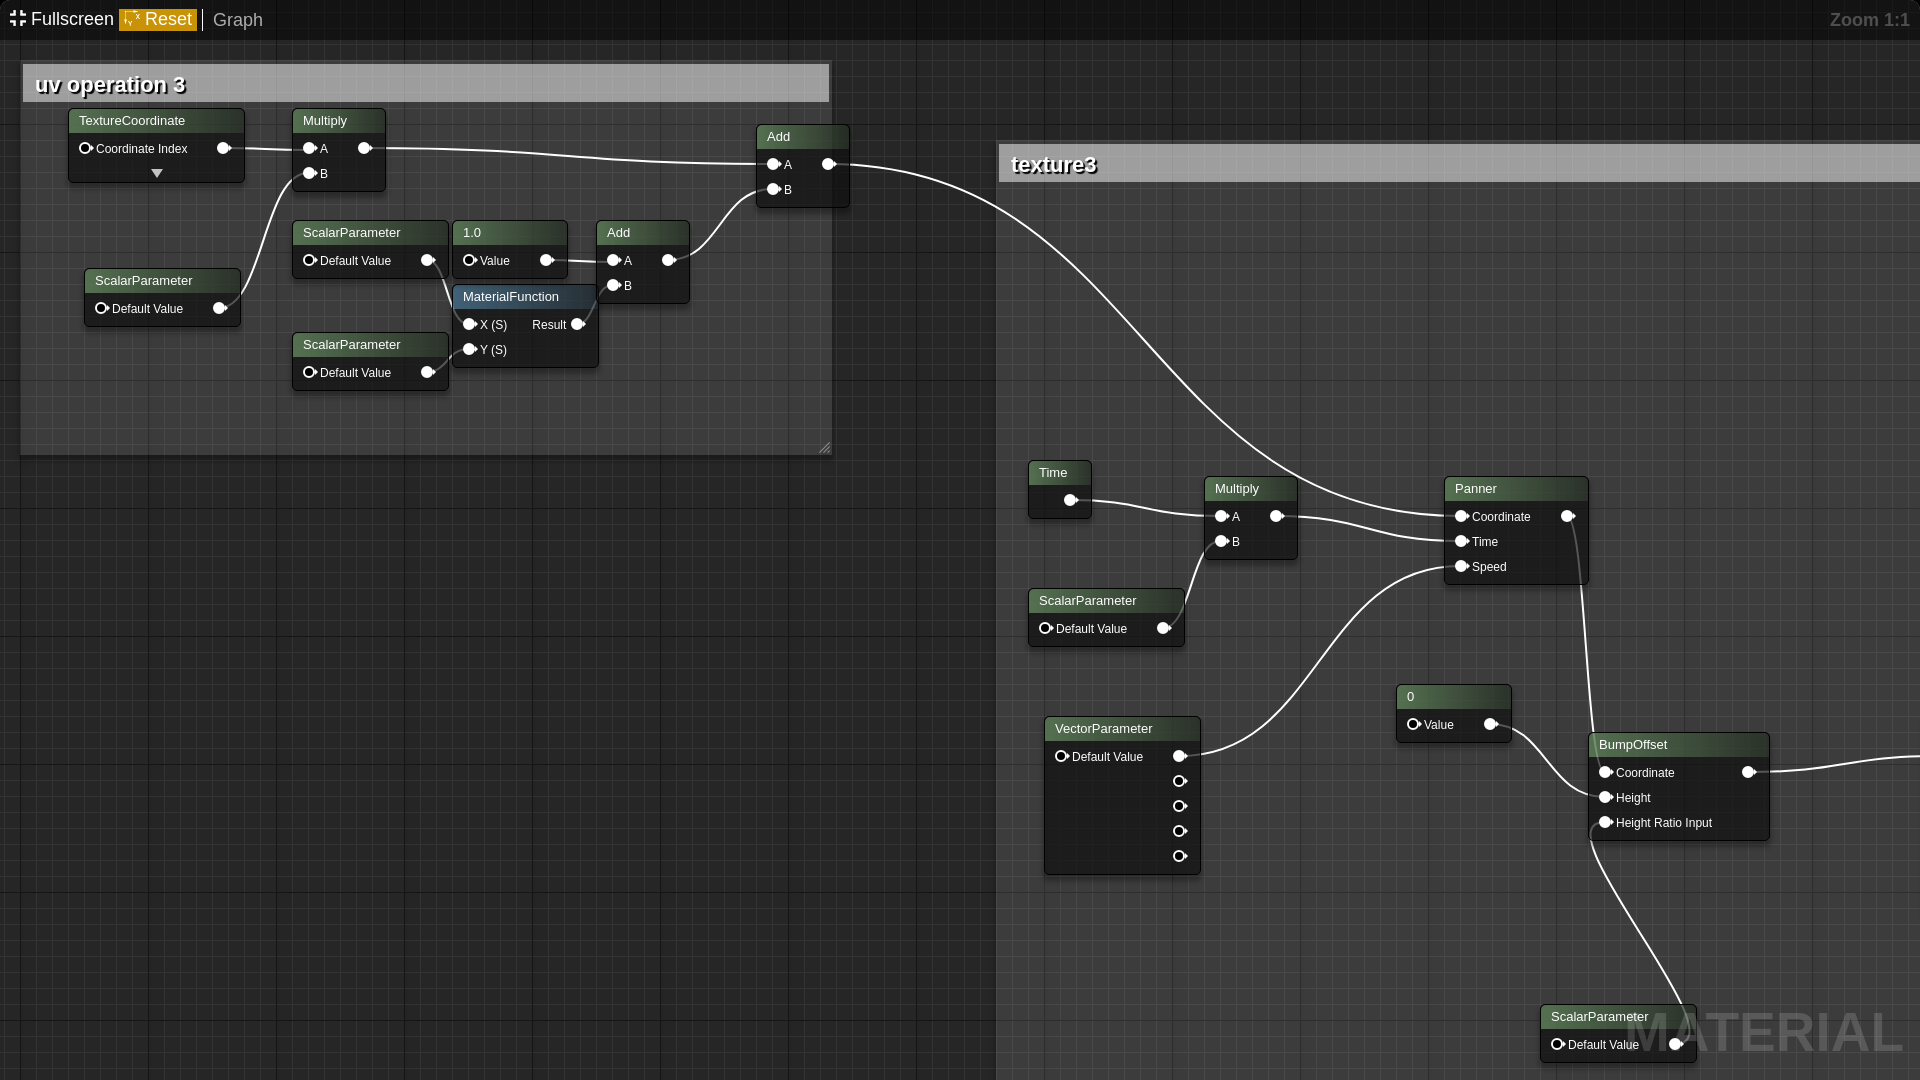 Fullscreen Reset Graph
Zoom 1:1
uv operation 3
TextureCoordinate
Coordinate Index
Multiply
A
B
Add
A
B
ScalarParameter
Default Value
1.0
Value
Add
A
B
ScalarParameter
Default Value
MaterialFunction
X (S) Result
Y (S)
ScalarParameter
Default Value
texture3
Time
Multiply
A
B
Panner
Coordinate
Time
Speed
ScalarParameter
Default Value
VectorParameter
Default Value
0
Value
BumpOffset
Coordinate
Height
Height Ratio Input
ScalarParameter
Default Value
MATERIAL